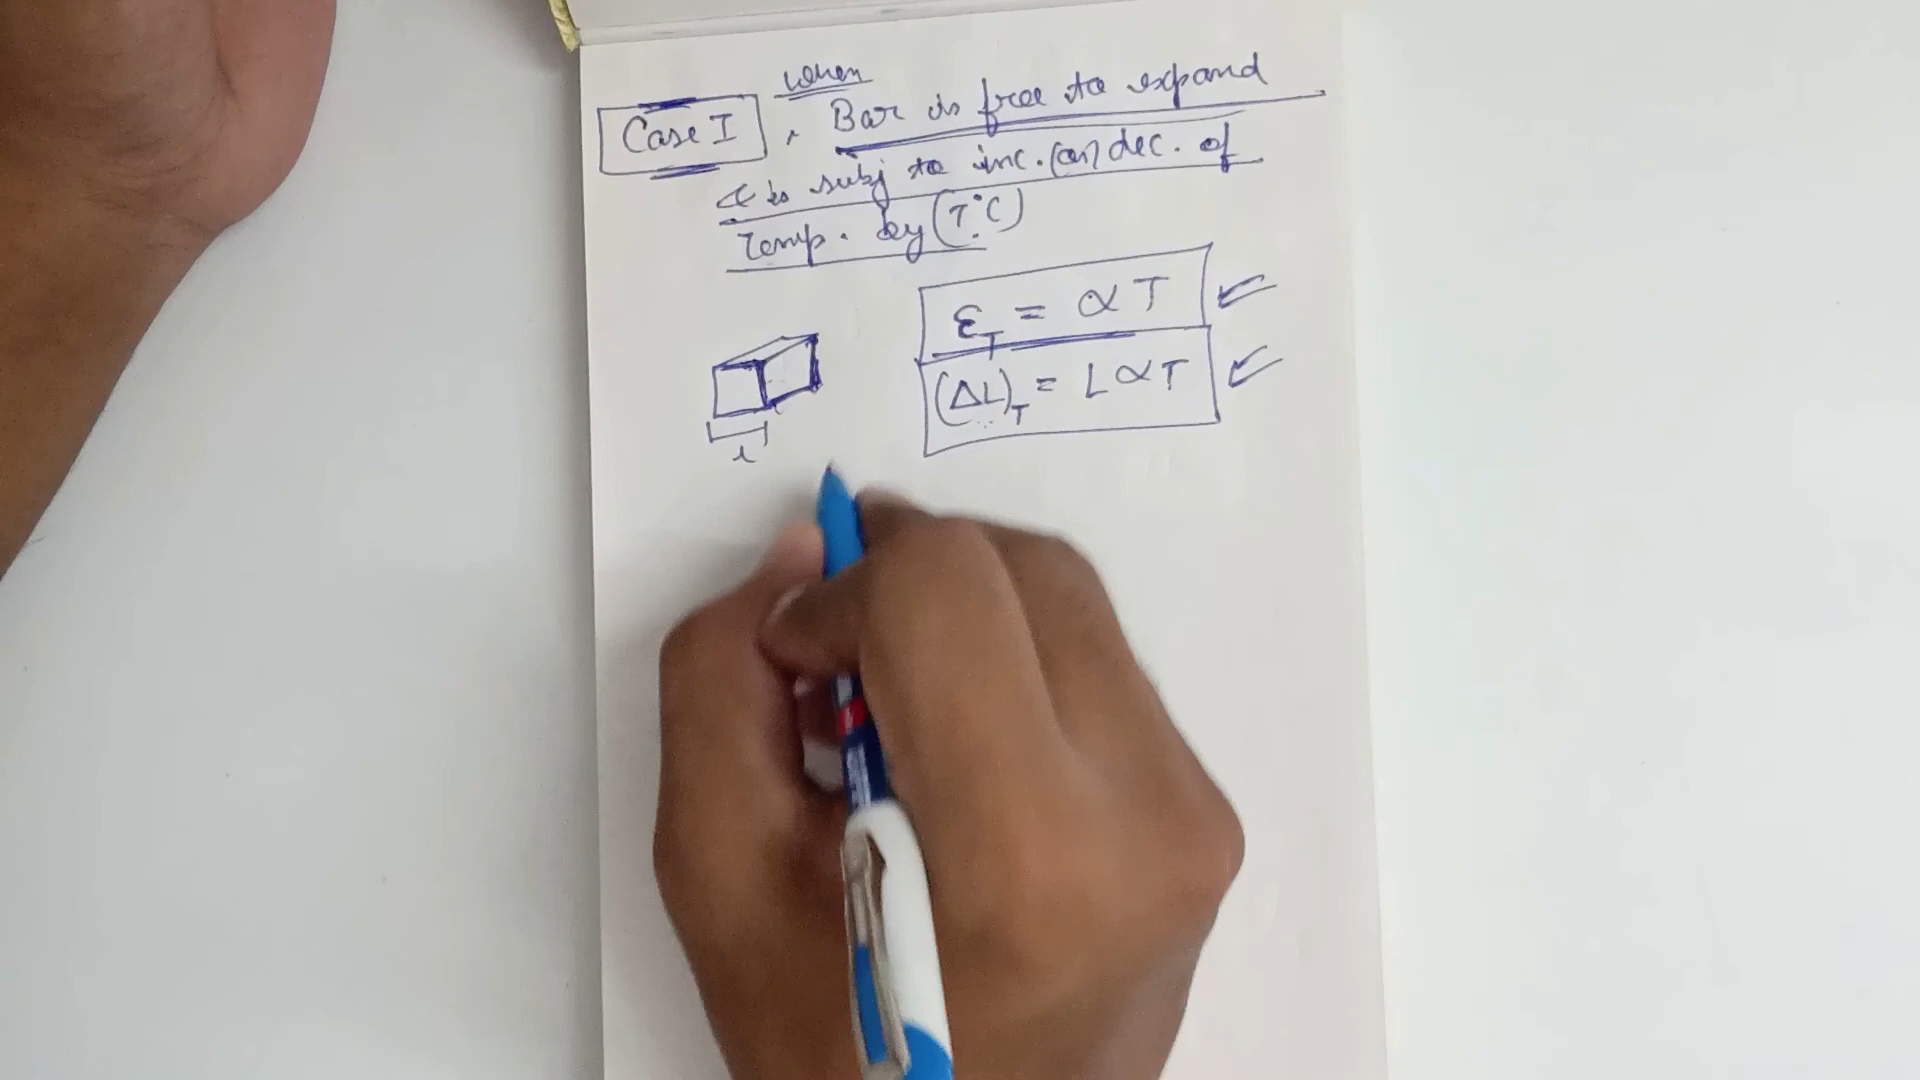 when
Case I , Bar is free to expand
& is subj to inc. (or) dec. of
Temp. by (T°C)
ε_T = αT
(ΔL)_T = LαT
l